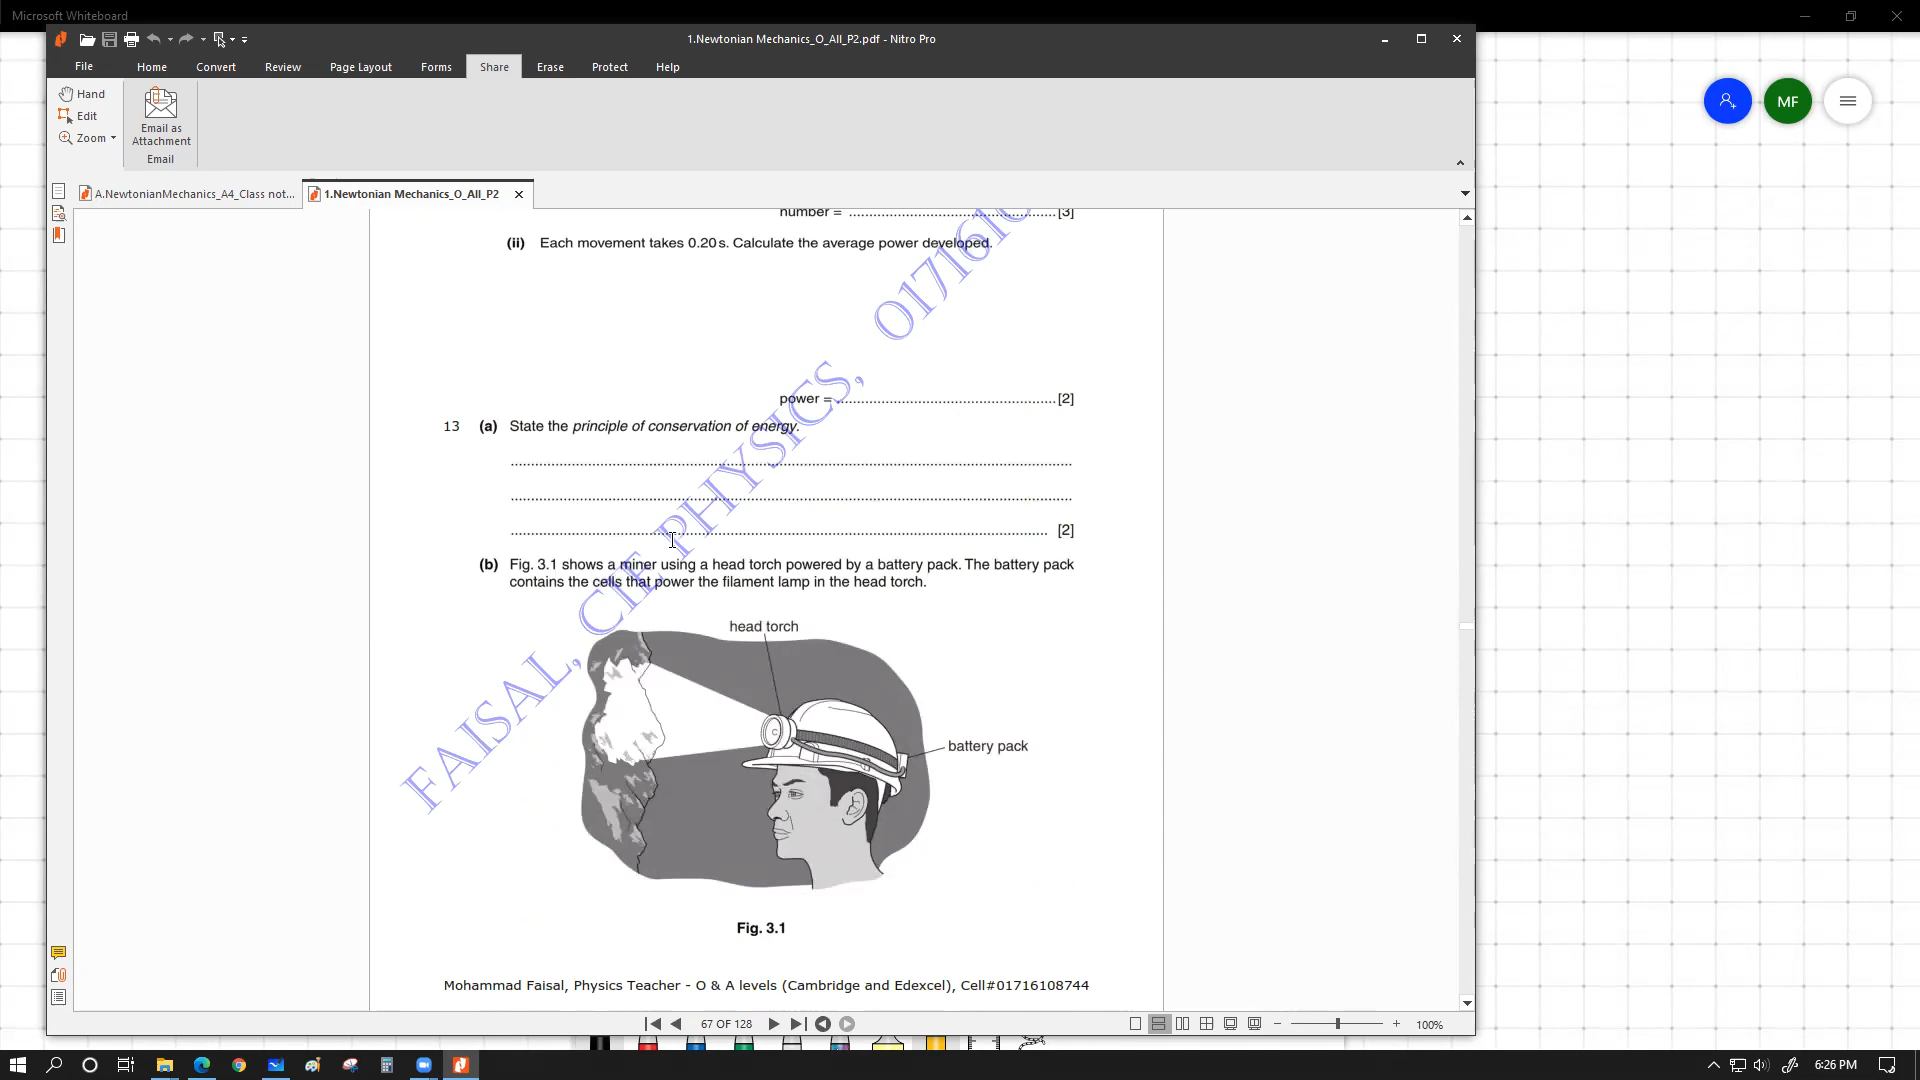 Microsoft Whiteboard
1.Newtonian Mechanics_O_All_P2.pdf - Nitro Pro
File Home Convert Review Page Layout Forms Share Erase Protect Help
Hand
Edit
Zoom
Email as
Attachment
Email
MF
A.NewtonianMechanics_A4_Class not...
1.Newtonian Mechanics_O_All_P2
number = ..................................................[3]
(ii) Each movement takes 0.20 s. Calculate the average power developed.
power = ..................................................[2]
13 (a) State the principle of conservation of energy.
[2]
(b) Fig. 3.1 shows a miner using a head torch powered by a battery pack. The battery pack
contains the cells that power the filament lamp in the head torch.
head torch
battery pack
Fig. 3.1
FAISAL, CIE PHYSICS, 0171610
Mohammad Faisal, Physics Teacher - O & A levels (Cambridge and Edexcel), Cell#01716108744
67 OF 128
100%
6:26 PM